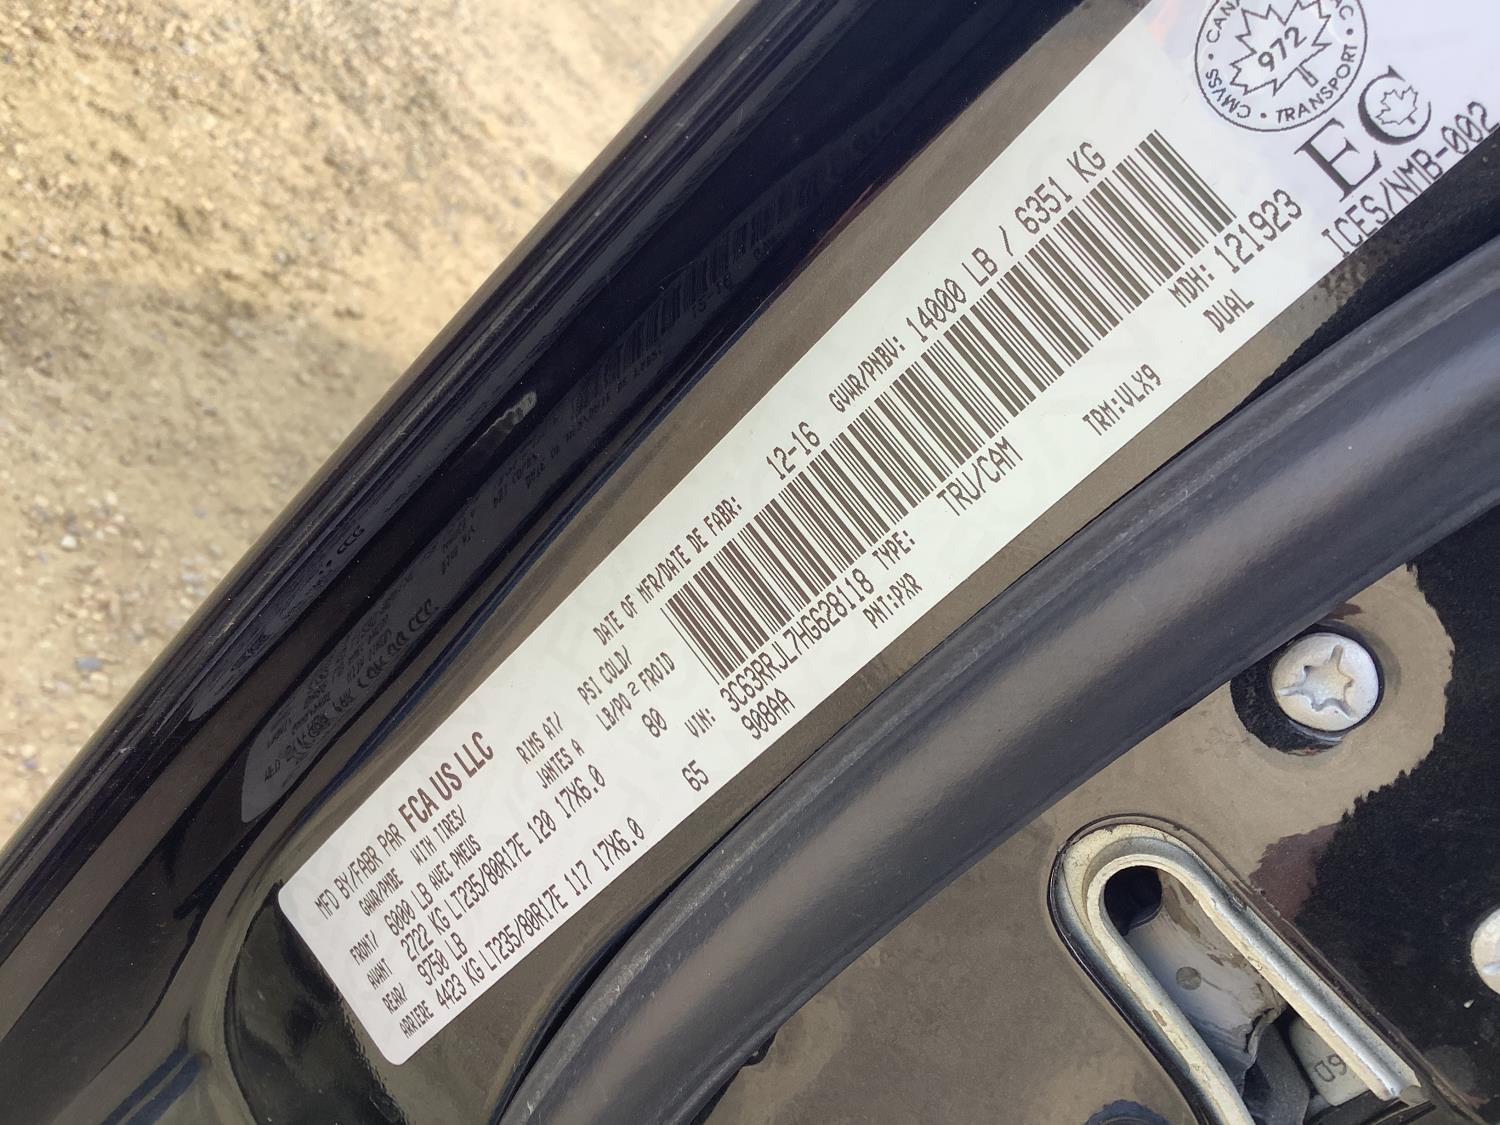 MFD BY/FABR PAR FCA US LLC
DATE OF MFR/DATE DE FABR: 12-16
GVWR/PNBV: 14000 LB / 6351 KG
GAWR/PNBE
WITH TIRES/
AVEC PNEUS
RIMS AT/
JANTES A
PSI COLD/
LB/PO² FROID
FRONT/ 6000 LB
AVANT 2722 KG LT235/80R17E 120 17X6.0 80
REAR/ 9750 LB
ARRIERE 4423 KG LT235/80R17E 117 17X6.0 65
VIN: 3C63RRJL7HG628118 TYPE: TRU/CAM
MDH: 121923
DUAL
908AA PNT:PXR TRM:VLX9
972
CMVSS
TRANSPORT
EC
ICES/NMB-002